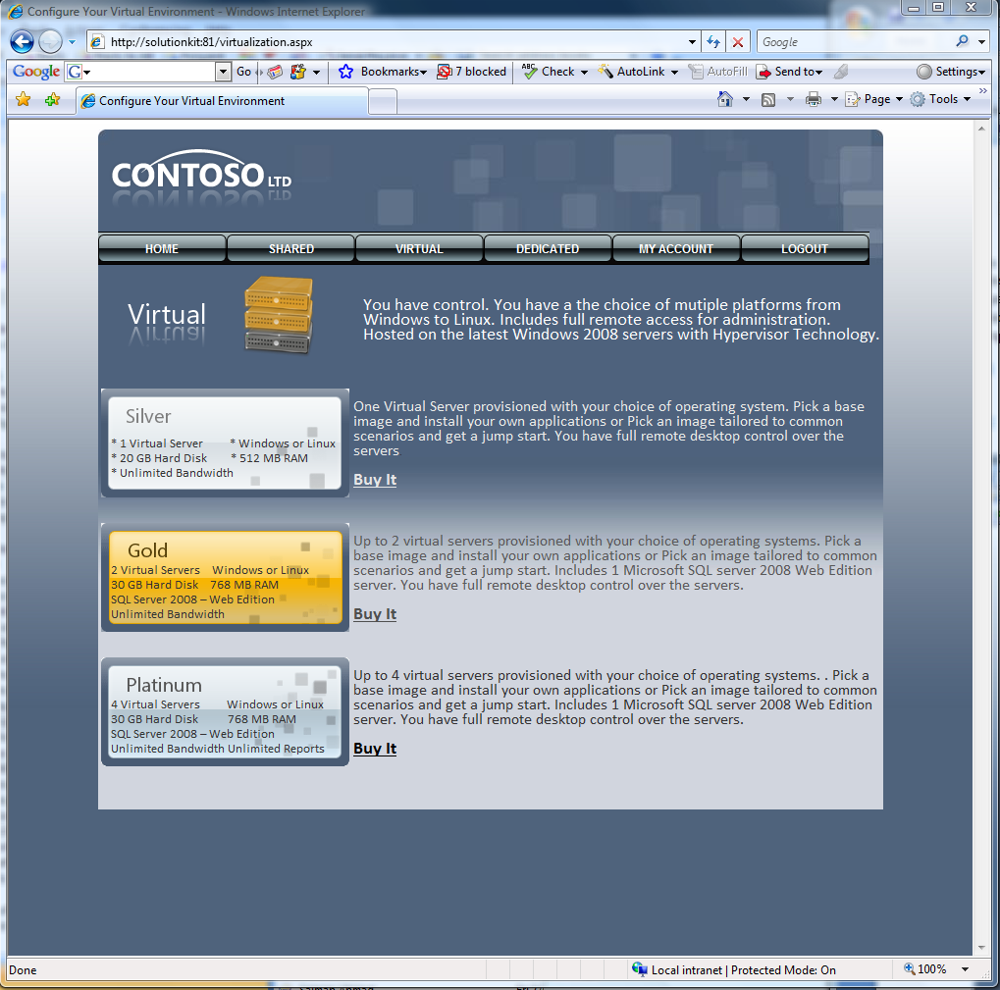 Configure Your Virtual Environment - Windows Internet Explorer
http://solutionkit:81/virtualization.aspx
Google
Google G Go Bookmarks 7 blocked ABC Check AutoLink AutoFill Send to Settings
Configure Your Virtual Environment
Page Tools
CONTOSO LTD
HOME SHARED VIRTUAL DEDICATED MY ACCOUNT LOGOUT
Virtual
You have control. You have a the choice of mutiple platforms from
Windows to Linux. Includes full remote access for administration.
Hosted on the latest Windows 2008 servers with Hypervisor Technology.
Silver
* 1 Virtual Server * Windows or Linux
* 20 GB Hard Disk * 512 MB RAM
* Unlimited Bandwidth
One Virtual Server provisioned with your choice of operating system. Pick a base
image and install your own applications or Pick an image tailored to common
scenarios and get a jump start. You have full remote desktop control over the
servers
Buy It
Gold
2 Virtual Servers Windows or Linux
30 GB Hard Disk 768 MB RAM
SQL Server 2008 – Web Edition
Unlimited Bandwidth
Up to 2 virtual servers provisioned with your choice of operating systems. Pick a
base image and install your own applications or Pick an image tailored to common
scenarios and get a jump start. Includes 1 Microsoft SQL server 2008 Web Edition
server. You have full remote desktop control over the servers.
Buy It
Platinum
4 Virtual Servers Windows or Linux
30 GB Hard Disk 768 MB RAM
SQL Server 2008 – Web Edition
Unlimited Bandwidth Unlimited Reports
Up to 4 virtual servers provisioned with your choice of operating systems. . Pick a
base image and install your own applications or Pick an image tailored to common
scenarios and get a jump start. Includes 1 Microsoft SQL server 2008 Web Edition
server. You have full remote desktop control over the servers.
Buy It
Done
Local intranet | Protected Mode: On
100%